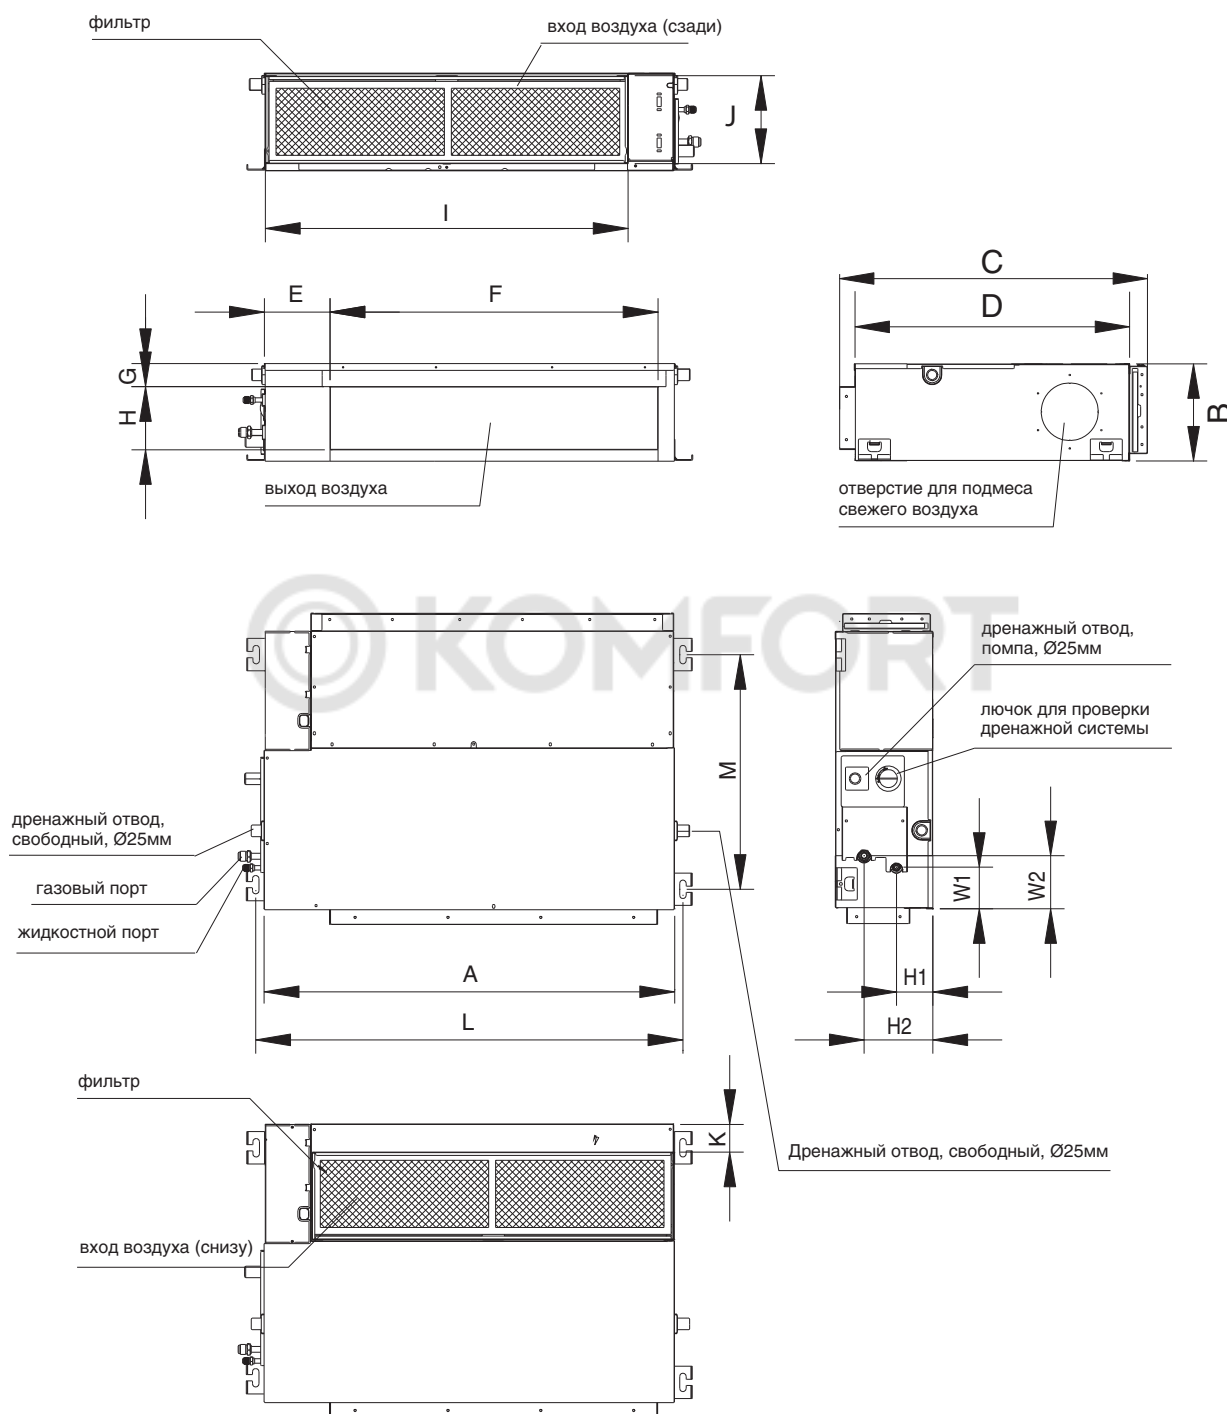 фильтр
вход воздуха (сзади)
J
I
C
D
E
F
G
H
B
выход воздуха
отверстие для подмеса
свежего воздуха
KOMFORT
дренажный отвод,
помпа, Ø25мм
лючок для проверки
дренажной системы
M
дренажный отвод,
свободный, Ø25мм
газовый порт
жидкостной порт
W1
W2
A
H1
L
H2
фильтр
K
Дренажный отвод, свободный, Ø25мм
вход воздуха (снизу)